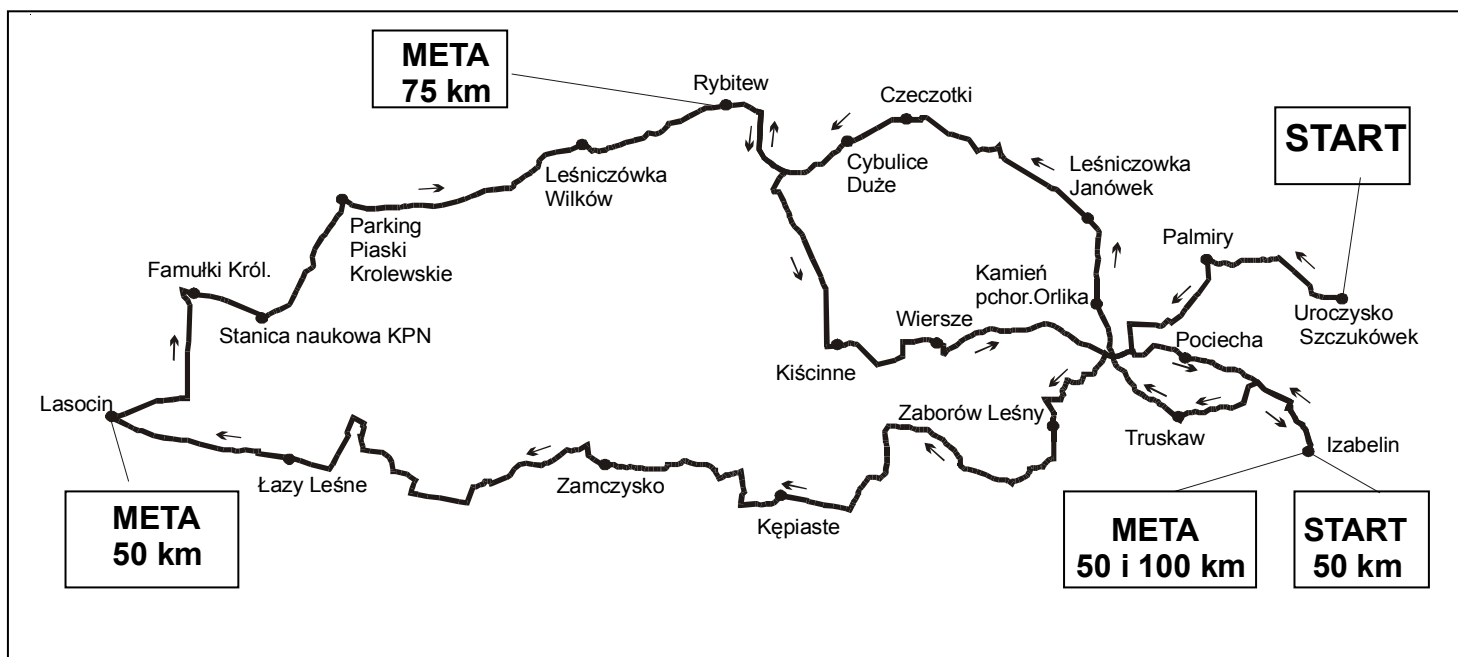 META
75 km
Rybitew
Czeczotki
START
Cybulice
Duże
Leśniczowka
Janówek
Leśniczówka
Wilków
Parking
Piaski
Krolewskie
Palmiry
Famułki Król.
Kamień
pchor.Orlika
Stanica naukowa KPN
Wiersze
Uroczysko
Szczukówek
Pociecha
Kiścinne
Lasocin
Zaborów Leśny
Truskaw
Izabelin
Łazy Leśne
Zamczysko
Kępiaste
META
50 km
META
50 i 100 km
START
50 km